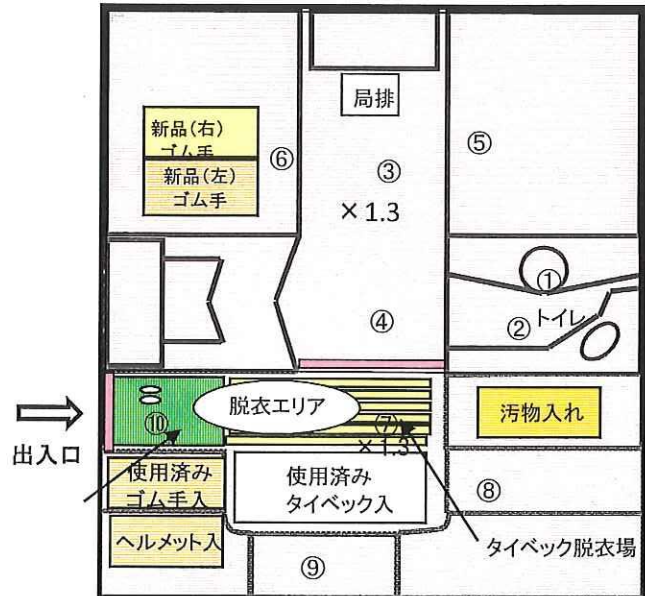 局排
新品(右)
ゴム手
新品(左)
ゴム手
⑥
③
×1.3
⑤
①
②
トイレ
④
出入口
⑩
脱衣エリア
⑦
×1.3
汚物入れ
使用済み
ゴム手入
使用済み
タイベック入
⑧
ヘルメット入
⑨
タイベック脱衣場